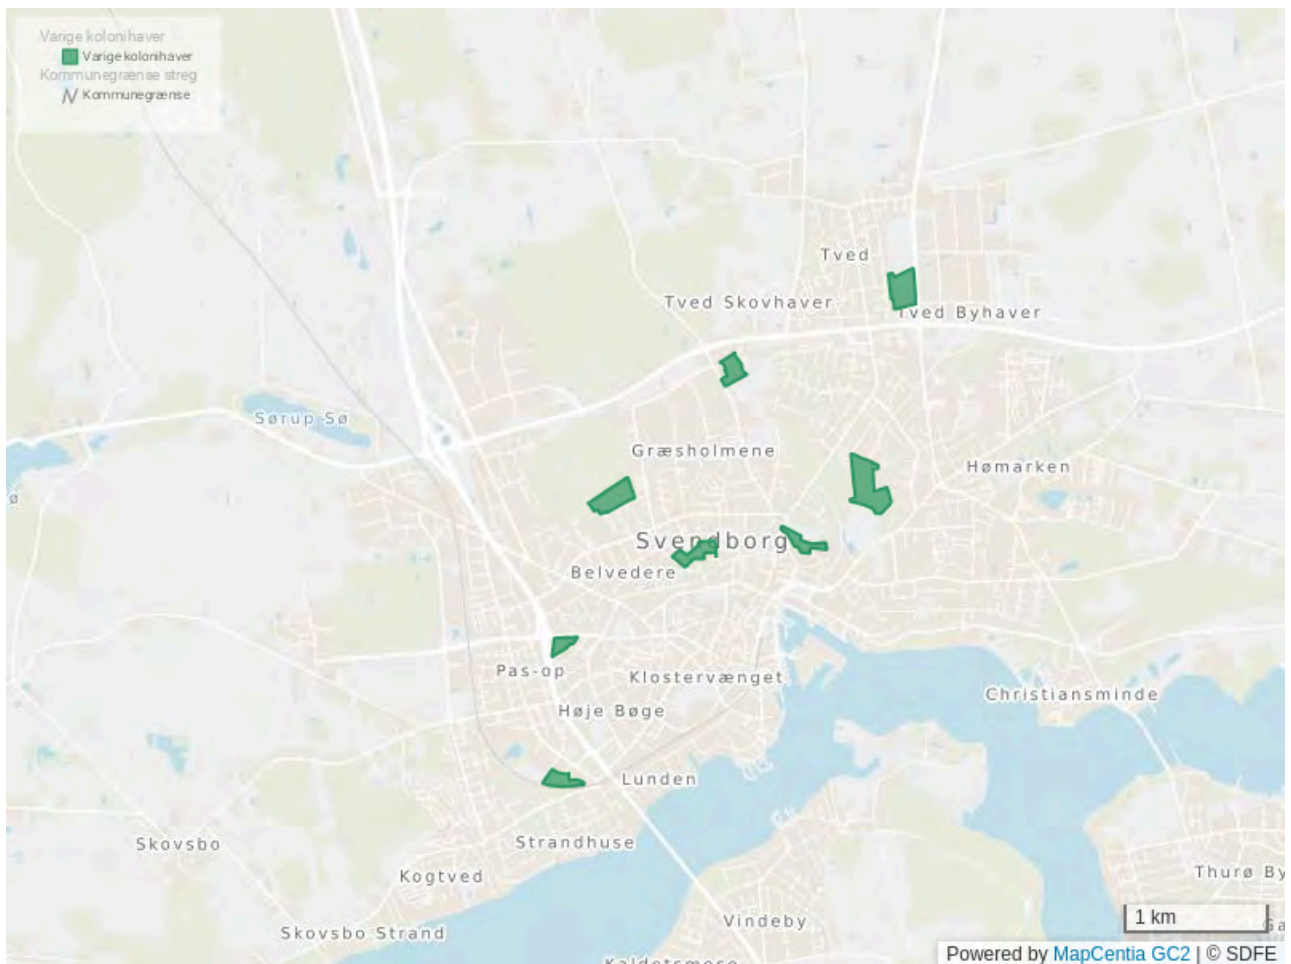 Varige kolonihaver
Varige kolonihaver
Kommunegrænse streg
Kommunegrænse
Tved
Tved Skovhaver
Tved Byhaver
Sørup Sø
Græsholmene
Hømarken
ø
Svendborg
Belvedere
Pas-op
Klostervænget
Christiansminde
Høje Bøge
Lunden
Skovsbo
Strandhuse
Kogtved
Thurø By
Vindeby
Skovsbo Strand
1 km
Powered by MapCentia GC2 | © SDFE